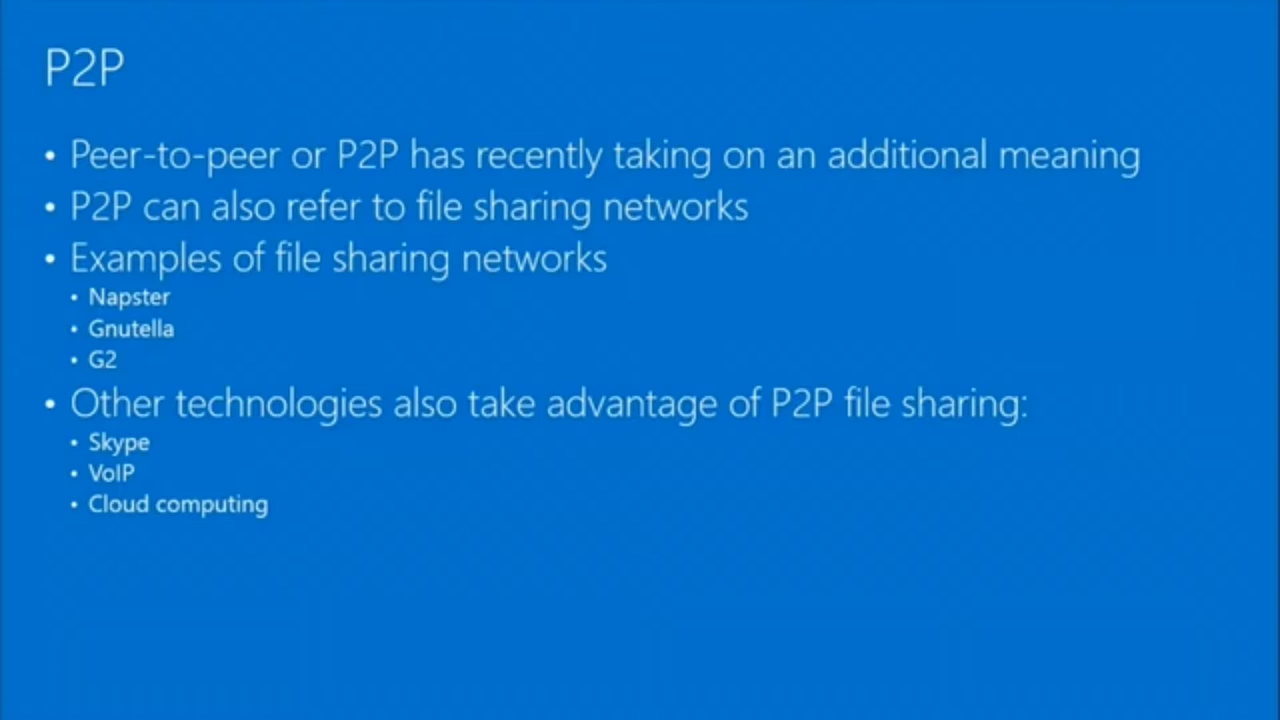 P2P
• Peer-to-peer or P2P has recently taking on an additional meaning
• P2P can also refer to file sharing networks
• Examples of file sharing networks
• Napster
• Gnutella
• G2
• Other technologies also take advantage of P2P file sharing:
• Skype
• VoIP
• Cloud computing